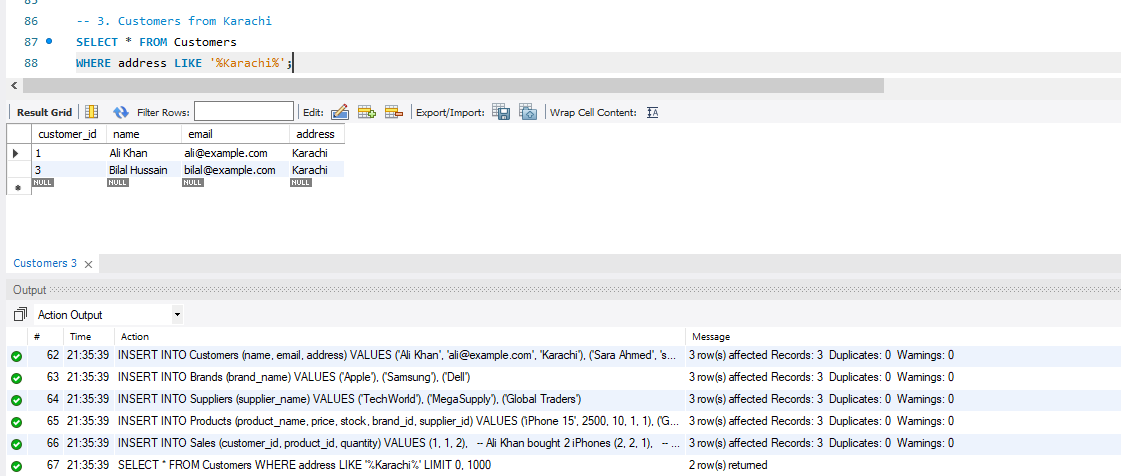 86 -- 3. Customers from Karachi
87 SELECT * FROM Customers
88 WHERE address LIKE '%Karachi%';
Result Grid Filter Rows: Edit: Export/Import: Wrap Cell Content:
customer_id name email address
1 Ali Khan ali@example.com Karachi
3 Bilal Hussain bilal@example.com Karachi
NULL NULL NULL NULL
Customers 3
Output
Action Output
# Time Action Message
62 21:35:39 INSERT INTO Customers (name, email, address) VALUES ('Ali Khan', 'ali@example.com', 'Karachi'), ('Sara Ahmed', 's... 3 row(s) affected Records: 3 Duplicates: 0 Warnings: 0
63 21:35:39 INSERT INTO Brands (brand_name) VALUES ('Apple'), ('Samsung'), ('Dell') 3 row(s) affected Records: 3 Duplicates: 0 Warnings: 0
64 21:35:39 INSERT INTO Suppliers (supplier_name) VALUES ('TechWorld'), ('MegaSupply'), ('Global Traders') 3 row(s) affected Records: 3 Duplicates: 0 Warnings: 0
65 21:35:39 INSERT INTO Products (product_name, price, stock, brand_id, supplier_id) VALUES ('iPhone 15', 2500, 10, 1, 1), ('G... 3 row(s) affected Records: 3 Duplicates: 0 Warnings: 0
66 21:35:39 INSERT INTO Sales (customer_id, product_id, quantity) VALUES (1, 1, 2), -- Ali Khan bought 2 iPhones (2, 2, 1), --... 3 row(s) affected Records: 3 Duplicates: 0 Warnings: 0
67 21:35:39 SELECT * FROM Customers WHERE address LIKE '%Karachi%' LIMIT 0, 1000 2 row(s) returned